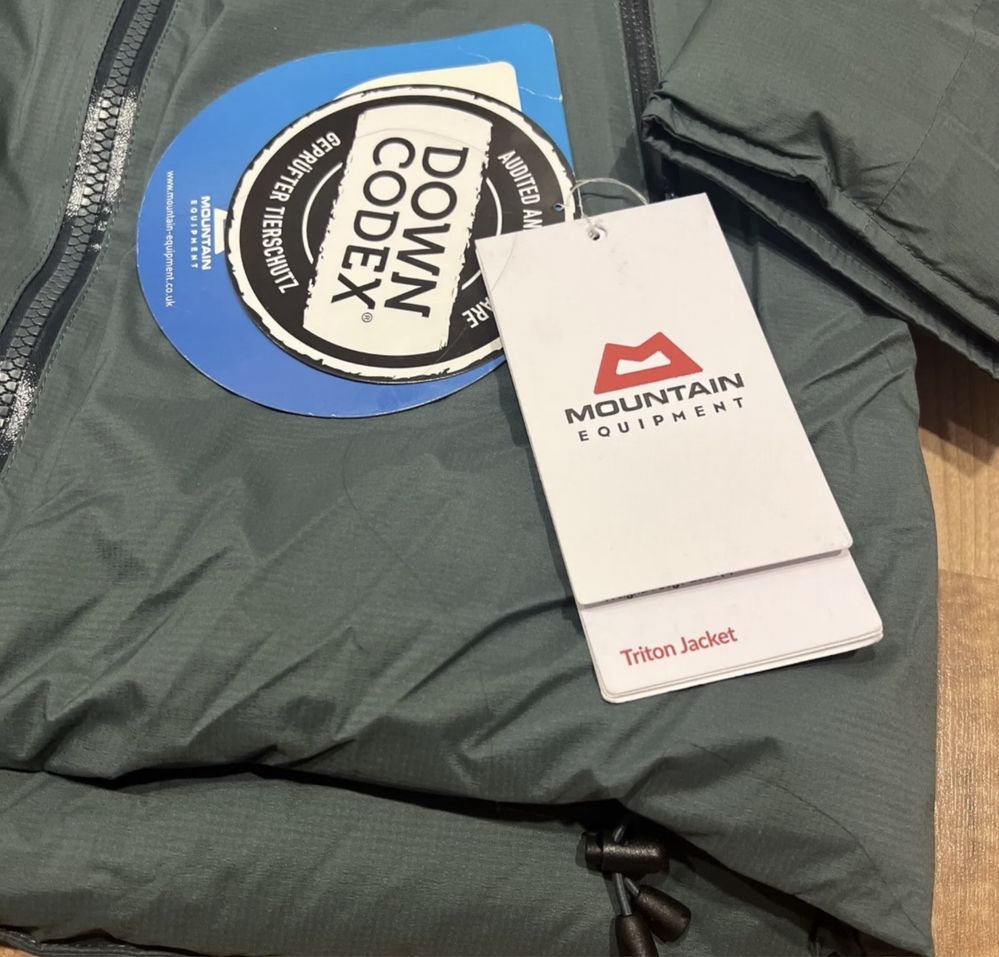 DOWN
CODEX®
AUDITED
GEPRÜFTER TIERSCHUTZ
MOUNTAIN
EQUIPMENT
www.mountain-equipment.co.uk
MOUNTAIN
EQUIPMENT
Triton Jacket